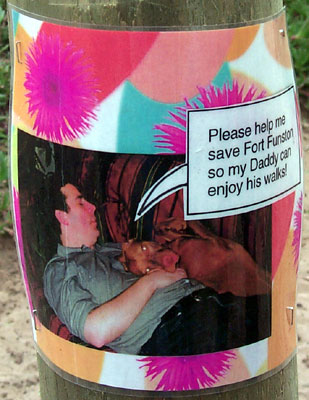 Please help me
save Fort Funston
so my Daddy can
enjoy his walks!